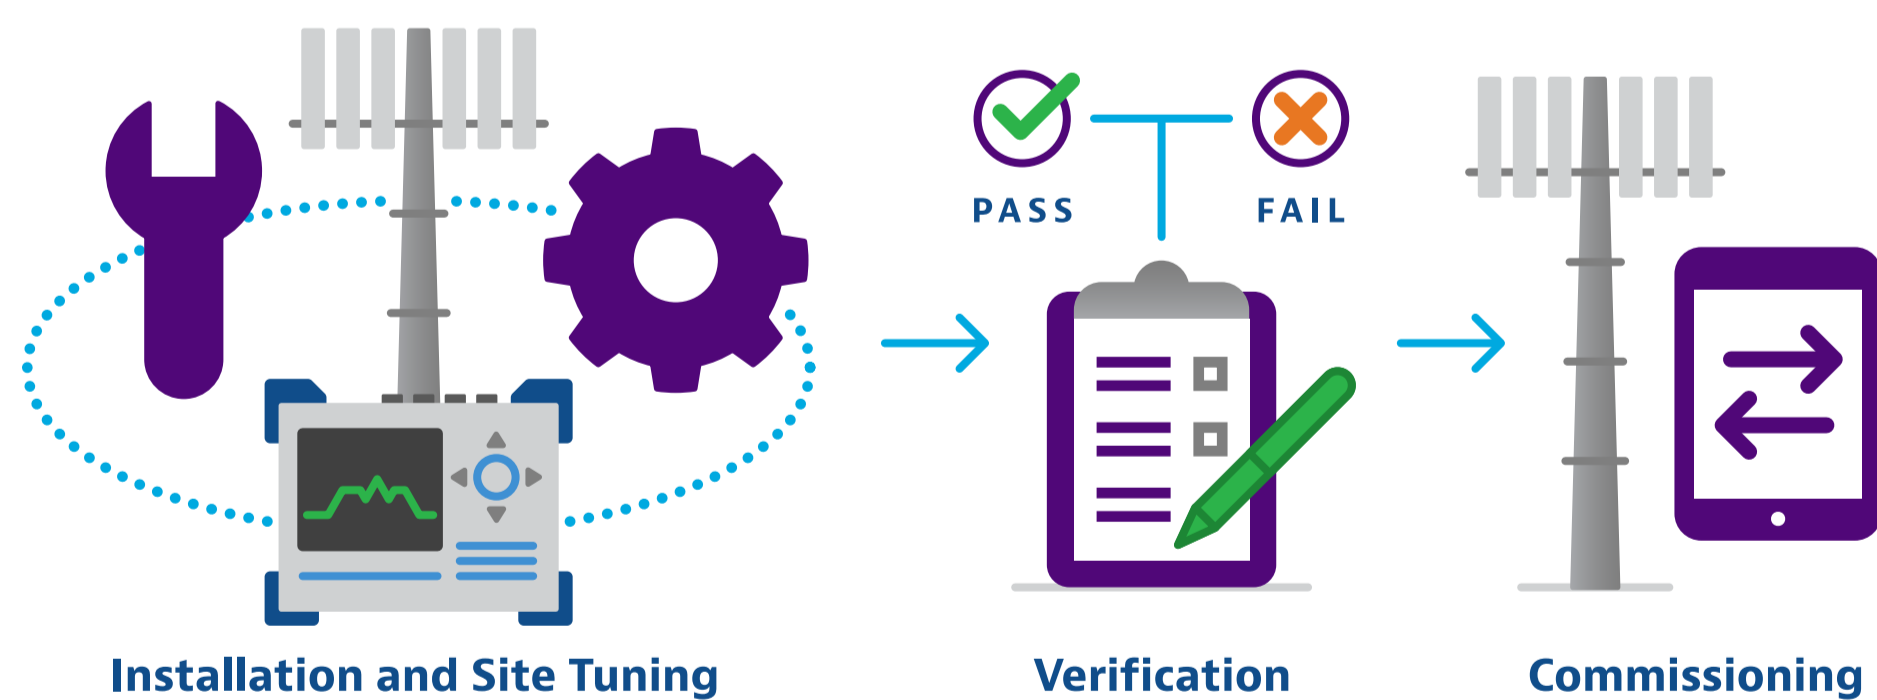 PASS
FAIL
Installation and Site Tuning
Verification
Commissioning